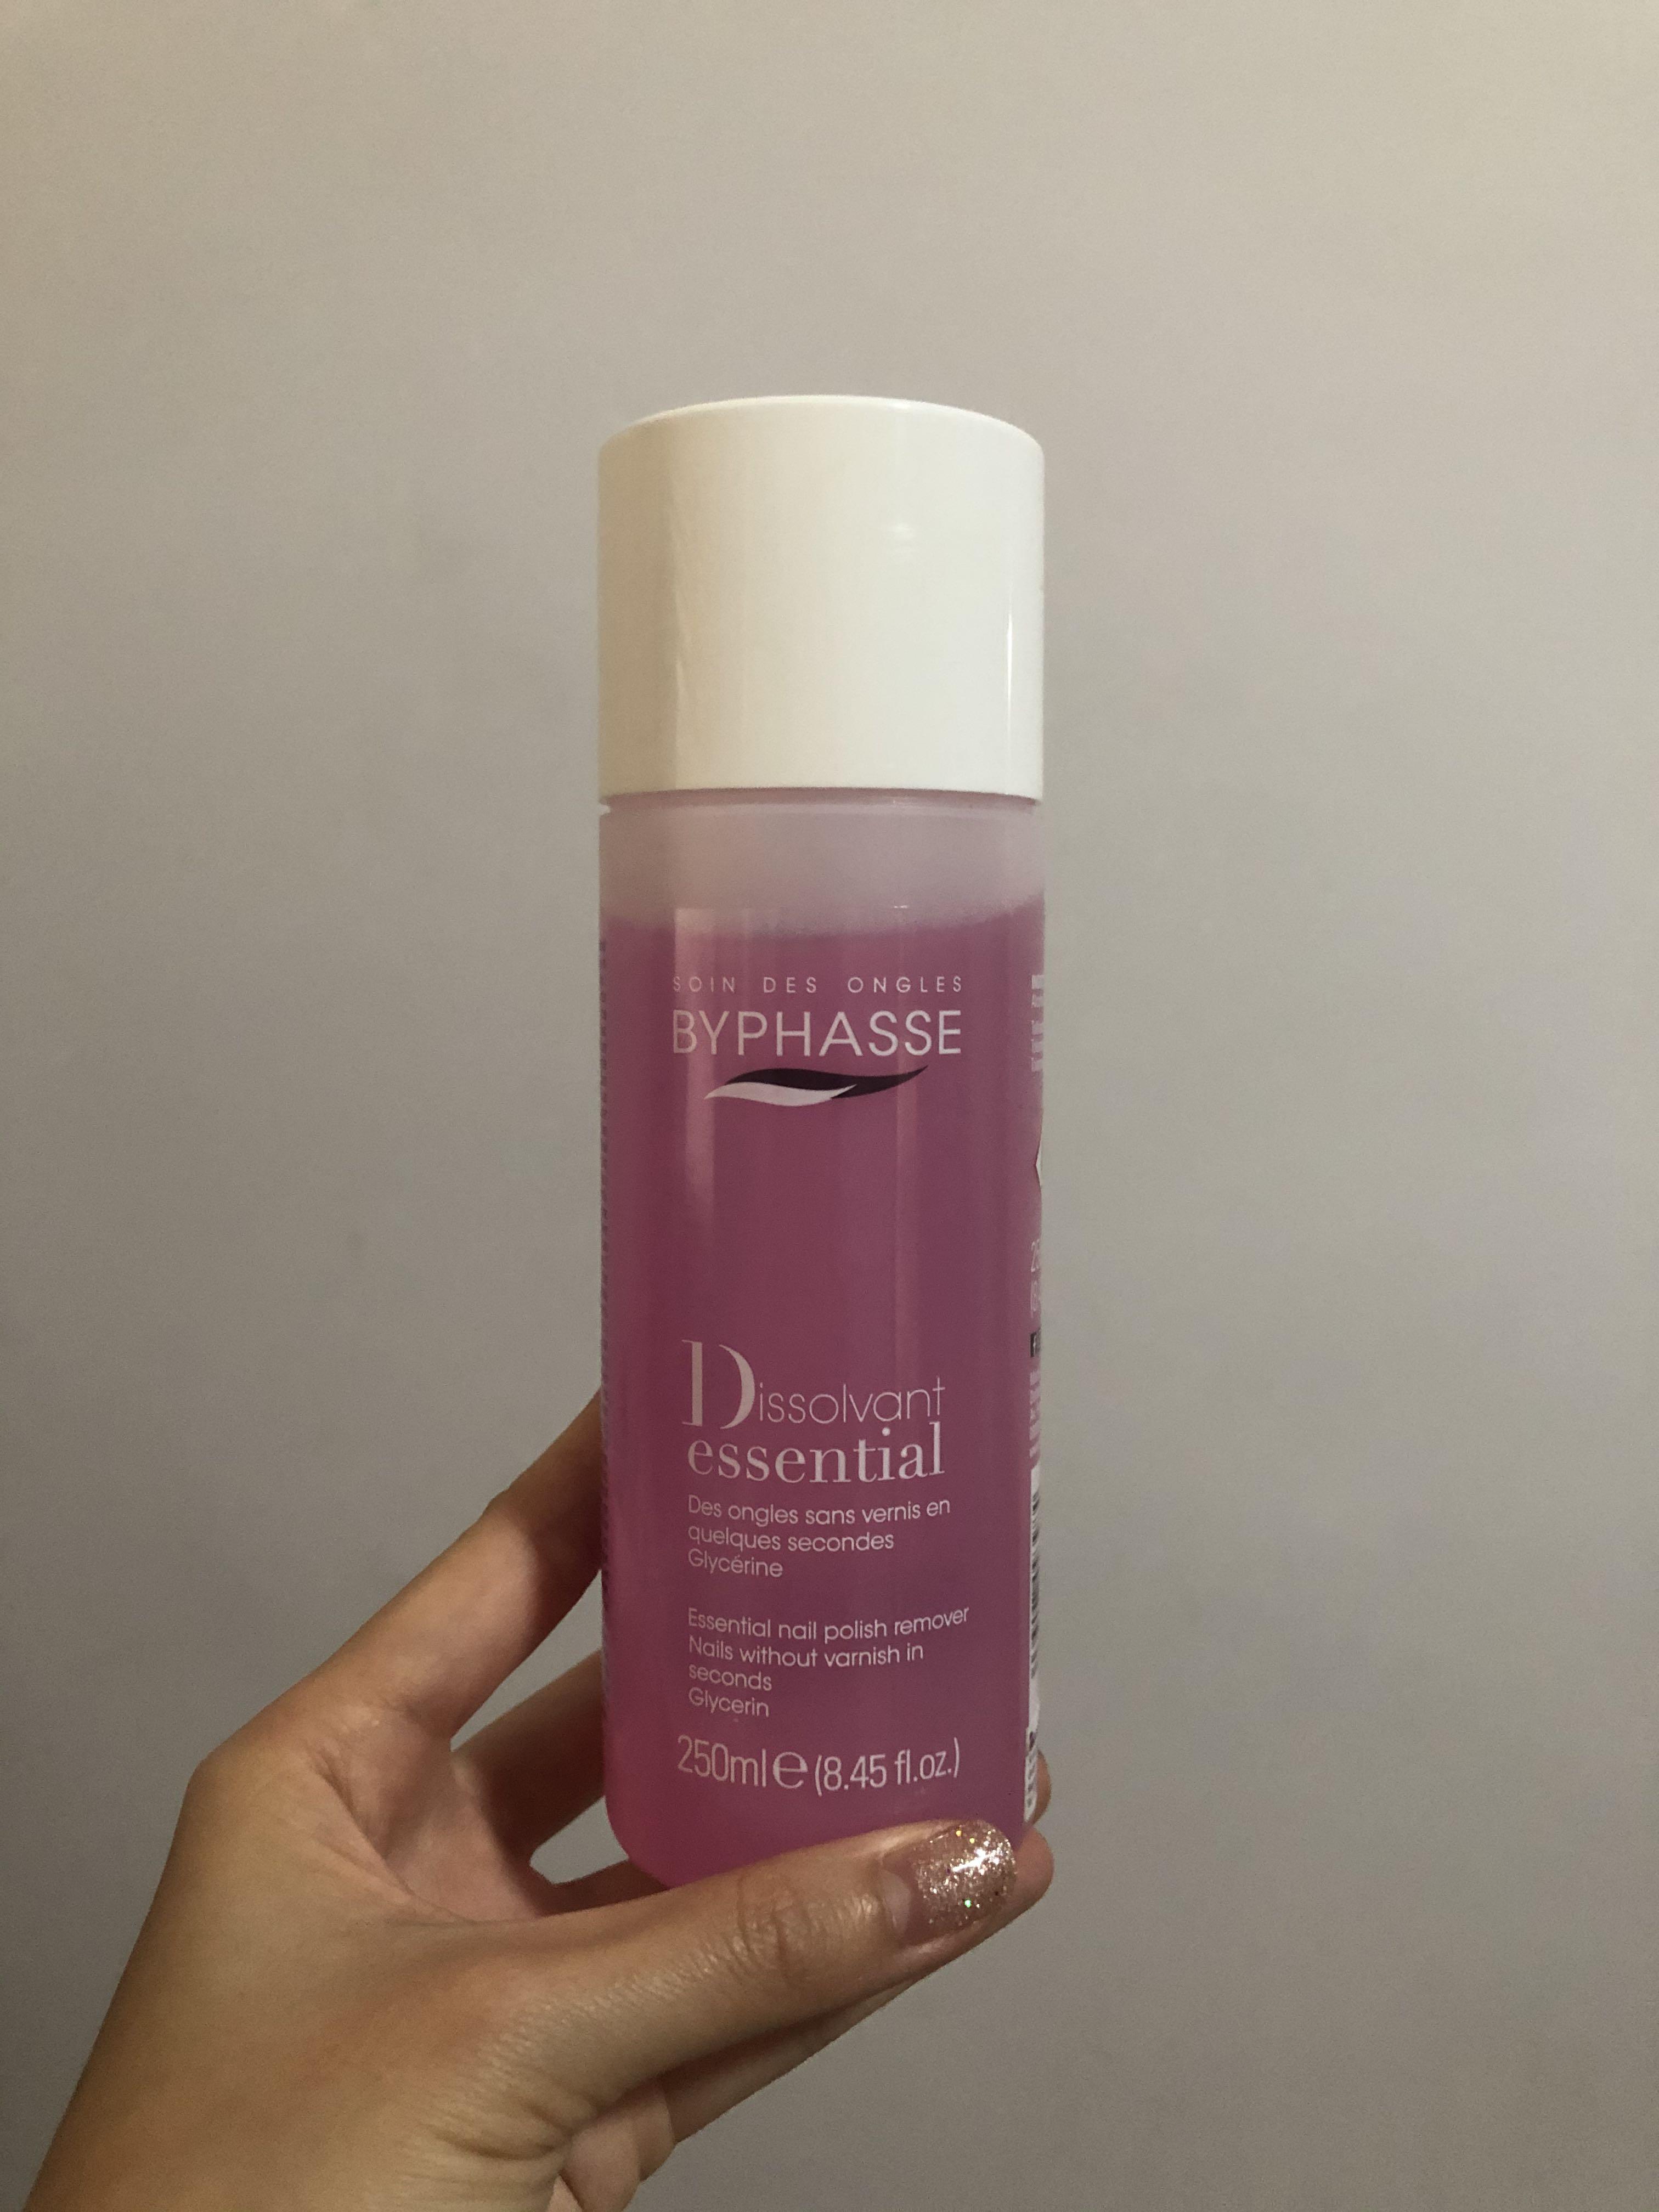 SOIN DES ONGLES
BYPHASSE
Dissolvant
essential
Des ongles sans vernis en
quelques secondes
Glycérine
Essential nail polish remover
Nails without varnish in
seconds
Glycerin
250ml e (8.45 fl.oz.)